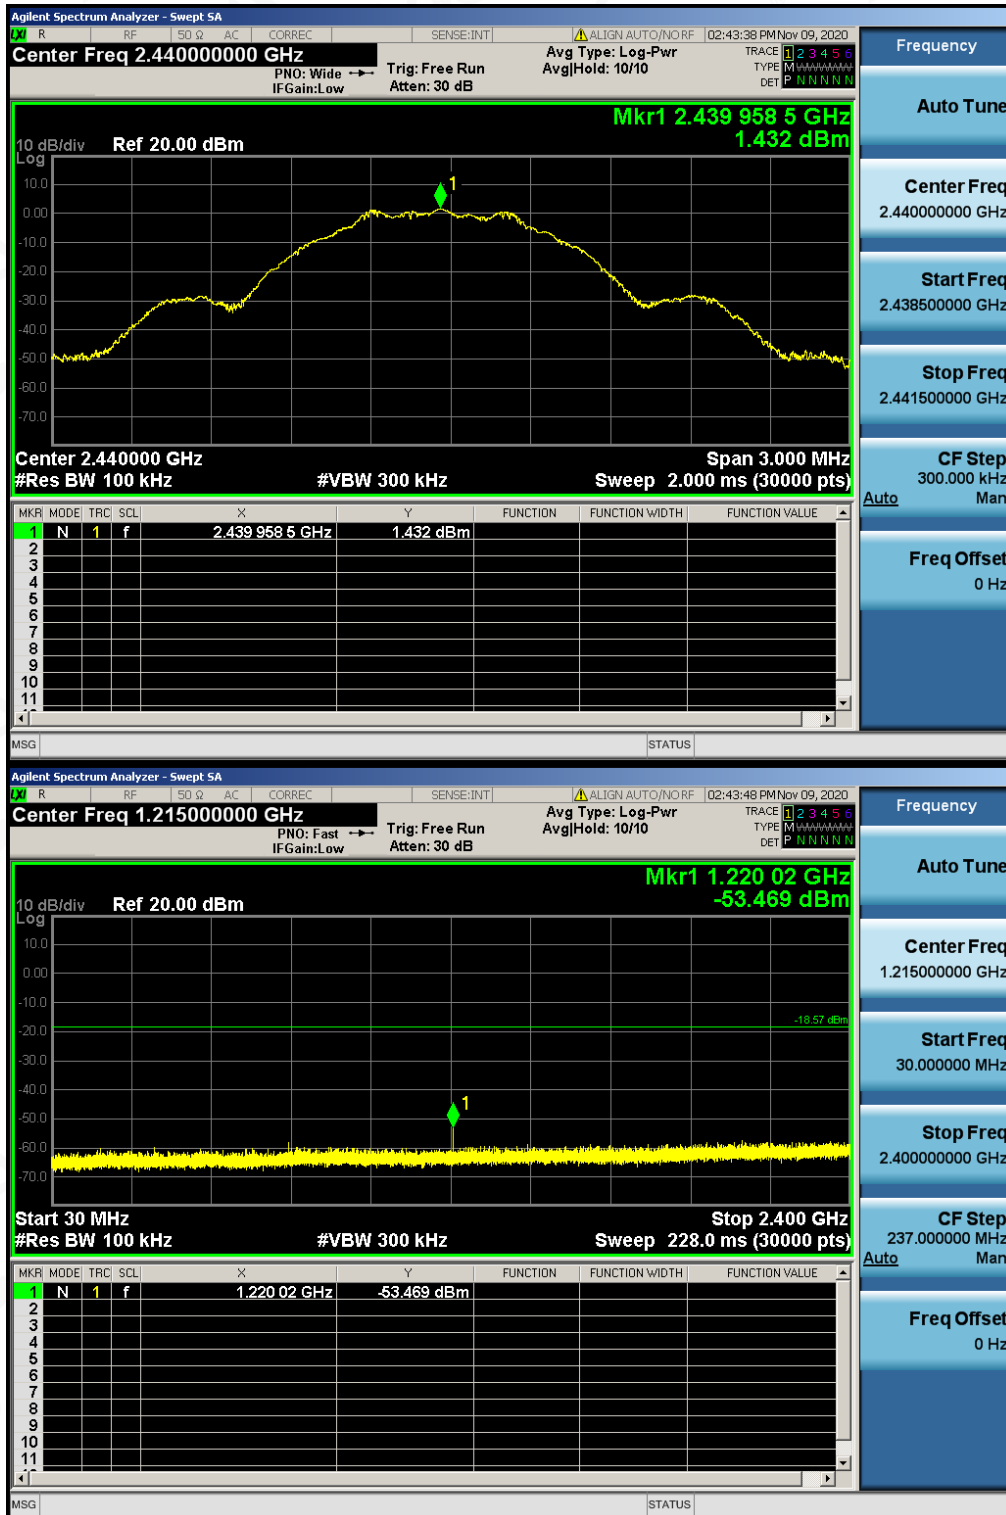 Agilent Spectrum Analyzer - Swept SA
LXI R RF 50 Ω AC CORREC SENSE:INT ALIGN AUTO/NO RF 02:43:38 PM Nov 09, 2020
Center Freq 2.440000000 GHz
PNO: Wide
IFGain:Low
Trig: Free Run
Atten: 30 dB
Avg Type: Log-Pwr
Avg|Hold: 10/10
TRACE 1 2 3 4 5 6
TYPE M WWWWW
DET P N N N N N
Mkr1 2.439 958 5 GHz
1.432 dBm
10 dB/div
Log
Ref 20.00 dBm
10.0
0.00
-10.0
-20.0
-30.0
-40.0
-50.0
-60.0
-70.0
1
Center 2.440000 GHz
Span 3.000 MHz
#Res BW 100 kHz
#VBW 300 kHz
Sweep 2.000 ms (30000 pts)
MKR MODE TRC SCL X Y FUNCTION FUNCTION WIDTH FUNCTION VALUE
1 N 1 f 2.439 958 5 GHz 1.432 dBm
2
3
4
5
6
7
8
9
10
11
MSG
STATUS
Frequency
Auto Tune
Center Freq
2.440000000 GHz
Start Freq
2.438500000 GHz
Stop Freq
2.441500000 GHz
CF Step
300.000 kHz
Auto Man
Freq Offset
0 Hz
Agilent Spectrum Analyzer - Swept SA
LXI R RF 50 Ω AC CORREC SENSE:INT ALIGN AUTO/NO RF 02:43:48 PM Nov 09, 2020
Center Freq 1.215000000 GHz
PNO: Fast
IFGain:Low
Trig: Free Run
Atten: 30 dB
Avg Type: Log-Pwr
Avg|Hold: 10/10
TRACE 1 2 3 4 5 6
TYPE M WWWWW
DET P N N N N N
Mkr1 1.220 02 GHz
-53.469 dBm
10 dB/div
Log
Ref 20.00 dBm
10.0
0.00
-10.0
-20.0
-30.0
-40.0
-50.0
-60.0
-70.0
-18.57 dBm
1
Start 30 MHz
Stop 2.400 GHz
#Res BW 100 kHz
#VBW 300 kHz
Sweep 228.0 ms (30000 pts)
MKR MODE TRC SCL X Y FUNCTION FUNCTION WIDTH FUNCTION VALUE
1 N 1 f 1.220 02 GHz -53.469 dBm
2
3
4
5
6
7
8
9
10
11
MSG
STATUS
Frequency
Auto Tune
Center Freq
1.215000000 GHz
Start Freq
30.000000 MHz
Stop Freq
2.400000000 GHz
CF Step
237.000000 MHz
Auto Man
Freq Offset
0 Hz